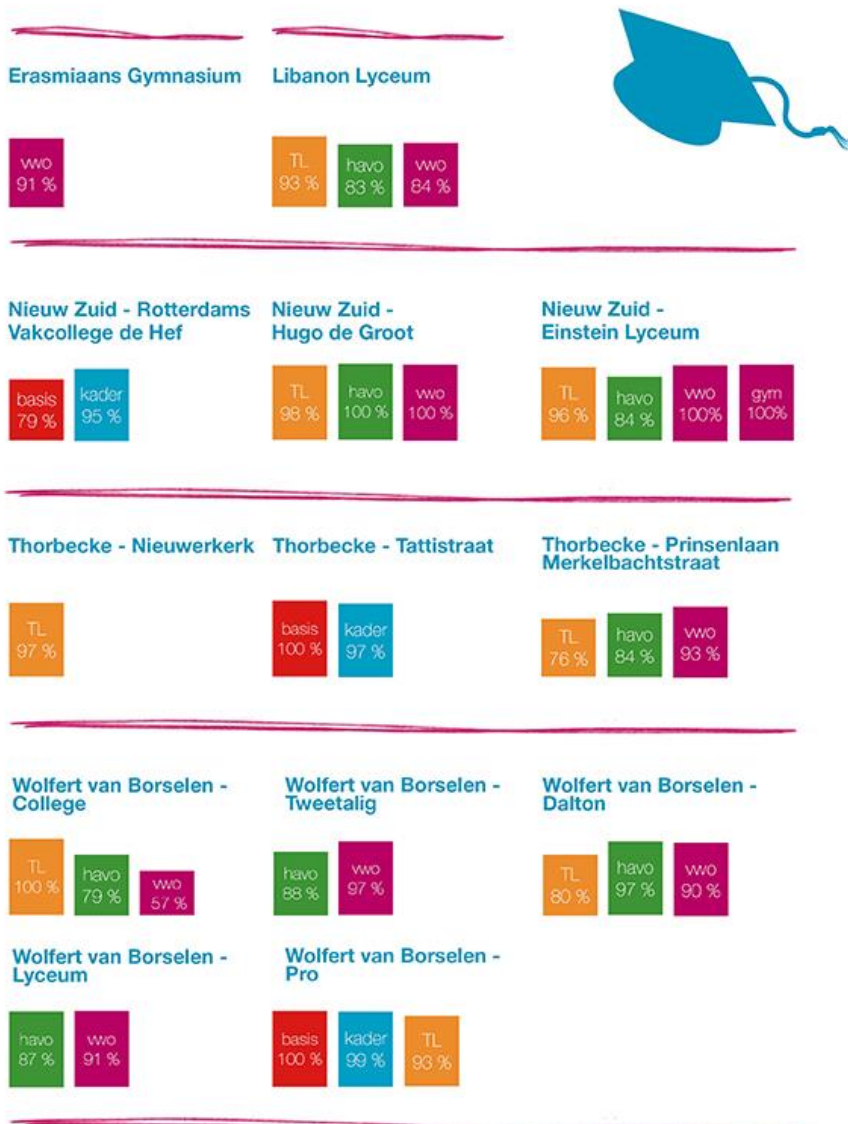 Erasmiaans Gymnasium
vwo
91 %
Libanon Lyceum
TL
93 %
havo
83 %
vwo
84 %
Nieuw Zuid - Rotterdams
Vakcollege de Hef
basis
79 %
kader
95 %
Nieuw Zuid -
Hugo de Groot
TL
98 %
havo
100 %
vwo
100 %
Nieuw Zuid -
Einstein Lyceum
TL
96 %
havo
84 %
vwo
100%
gym
100%
Thorbecke - Nieuwerkerk
TL
97 %
Thorbecke - Tattistraat
basis
100 %
kader
97 %
Thorbecke - Prinsenlaan
Merkelbachtstraat
TL
76 %
havo
84 %
vwo
93 %
Wolfert van Borselen -
College
TL
100 %
havo
79 %
vwo
57 %
Wolfert van Borselen -
Tweetalig
havo
88 %
vwo
97 %
Wolfert van Borselen -
Dalton
TL
80 %
havo
97 %
vwo
90 %
Wolfert van Borselen -
Lyceum
havo
87 %
vwo
91 %
Wolfert van Borselen -
Pro
basis
100 %
kader
99 %
TL
93 %